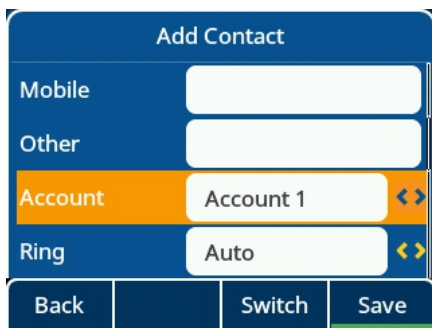 Add Contact
Mobile
Other
Account Account 1
Ring Auto
Back Switch Save